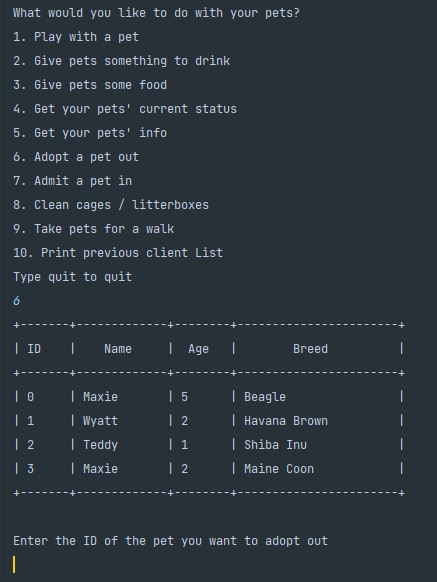 What would you like to do with your pets?
1. Play with a pet
2. Give pets something to drink
3. Give pets some food
4. Get your pets' current status
5. Get your pets' info
6. Adopt a pet out
7. Admit a pet in
8. Clean cages / litterboxes
9. Take pets for a walk
10. Print previous client List
Type quit to quit
6
+-------+-------------+--------+-----------------------+
| ID    |    Name     |  Age   |        Breed          |
+-------+-------------+--------+-----------------------+
| 0     | Maxie       | 5      | Beagle                |
| 1     | Wyatt       | 2      | Havana Brown          |
| 2     | Teddy       | 1      | Shiba Inu             |
| 3     | Maxie       | 2      | Maine Coon            |
+-------+-------------+--------+-----------------------+
Enter the ID of the pet you want to adopt out